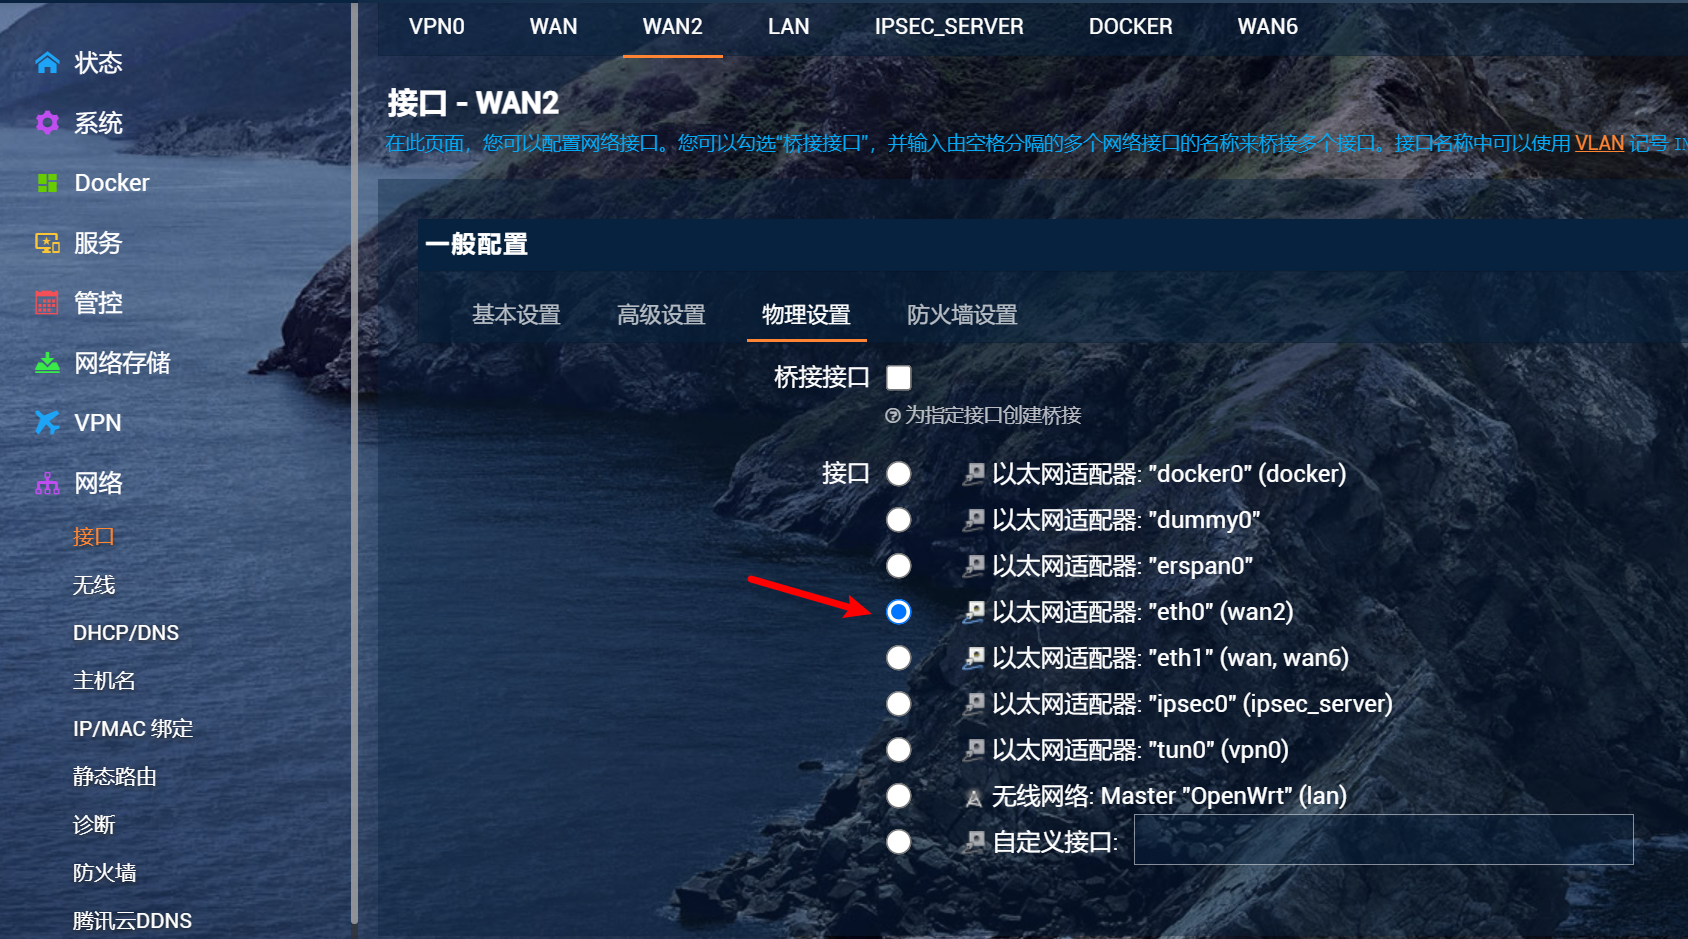 VPN0 WAN WAN2 LAN IPSEC_SERVER DOCKER WAN6
状态
系统
Docker
服务
管控
网络存储
VPN
网络
接口
无线
DHCP/DNS
主机名
IP/MAC 绑定
静态路由
诊断
防火墙
腾讯云DDNS
接口 - WAN2
在此页面，您可以配置网络接口。您可以勾选“桥接接口”，并输入由空格分隔的多个网络接口的名称来桥接多个接口。接口名称中可以使用 VLAN 记号
一般配置
基本设置 高级设置 物理设置 防火墙设置
桥接接口
为指定接口创建桥接
接口
以太网适配器: "docker0" (docker)
以太网适配器: "dummy0"
以太网适配器: "erspan0"
以太网适配器: "eth0" (wan2)
以太网适配器: "eth1" (wan, wan6)
以太网适配器: "ipsec0" (ipsec_server)
以太网适配器: "tun0" (vpn0)
无线网络: Master "OpenWrt" (lan)
自定义接口: